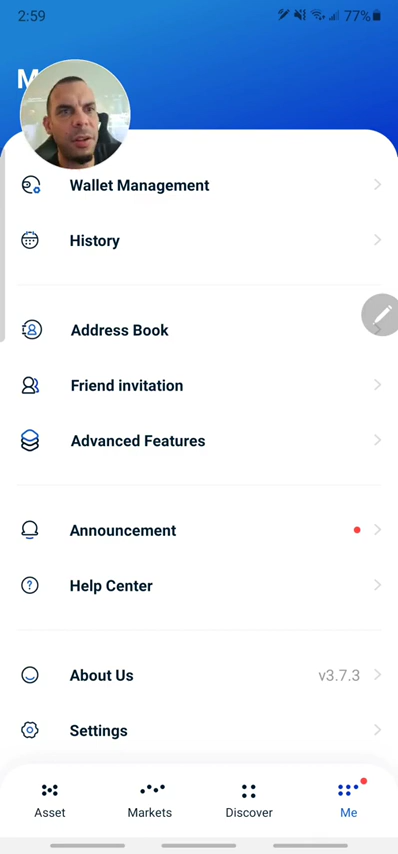 2:59
77%
M
Wallet Management
History
Address Book
Friend invitation
Advanced Features
Announcement
Help Center
About Us
v3.7.3
Settings
Asset
Markets
Discover
Me